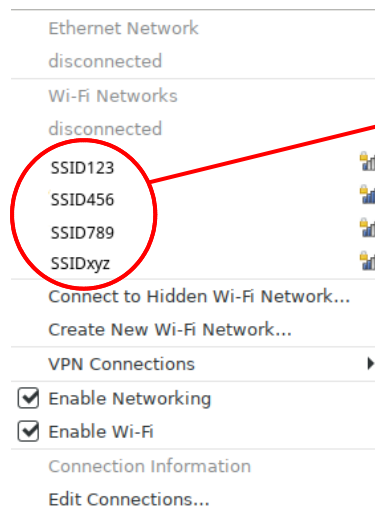 Ethernet Network
disconnected
Wi-Fi Networks
disconnected
SSID123
SSID456
SSID789
SSIDxyz
Connect to Hidden Wi-Fi Network...
Create New Wi-Fi Network...
VPN Connections
Enable Networking
Enable Wi-Fi
Connection Information
Edit Connections...